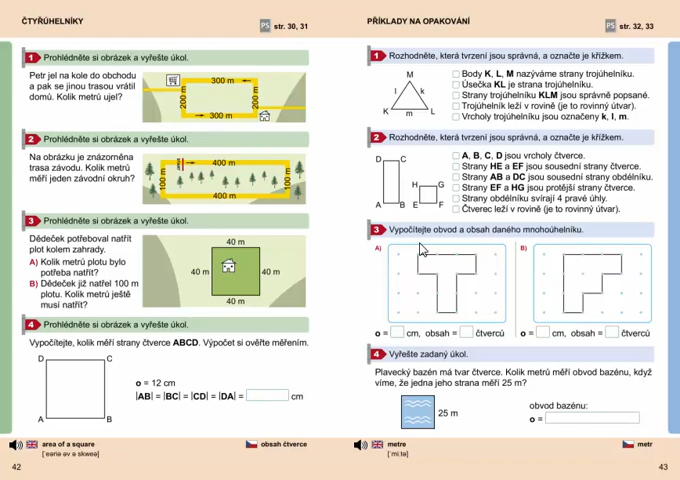 ČTYŘÚHELNÍKY
PS str. 30, 31
1 Prohlédněte si obrázek a vyřešte úkol.
Petr jel na kole do obchodu
a pak se jinou trasou vrátil
domů. Kolik metrů ujel?
300 m
200 m
200 m
300 m
2 Prohlédněte si obrázek a vyřešte úkol.
Na obrázku je znázorněna
trasa závodu. Kolik metrů
měří jeden závodní okruh?
START
400 m
100 m
100 m
400 m
3 Prohlédněte si obrázek a vyřešte úkol.
Dědeček potřeboval natřít
plot kolem zahrady.
A) Kolik metrů plotu bylo
potřeba natřít?
B) Dědeček již natřel 100 m
plotu. Kolik metrů ještě
musí natřít?
40 m
40 m
40 m
40 m
4 Prohlédněte si obrázek a vyřešte úkol.
Vypočítejte, kolik měří strany čtverce ABCD. Výpočet si ověřte měřením.
D C
A B
o = 12 cm
|AB| = |BC| = |CD| = |DA| = cm
area of a square
[ˈeəriə əv ə skweə]
obsah čtverce
42
PŘÍKLADY NA OPAKOVÁNÍ
PS str. 32, 33
1 Rozhodněte, která tvrzení jsou správná, a označte je křížkem.
M
l k
K m L
Body K, L, M nazýváme strany trojúhelníku.
Úsečka KL je strana trojúhelníku.
Strany trojúhelníku KLM jsou správně popsané.
Trojúhelník leží v rovině (je to rovinný útvar).
Vrcholy trojúhelníku jsou označeny k, l, m.
2 Rozhodněte, která tvrzení jsou správná, a označte je křížkem.
D C
H G
A B E F
A, B, C, D jsou vrcholy čtverce.
Strany HE a EF jsou sousední strany čtverce.
Strany AB a DC jsou sousední strany obdélníku.
Strany EF a HG jsou protější strany čtverce.
Strany obdélníku svírají 4 pravé úhly.
Čtverec leží v rovině (je to rovinný útvar).
3 Vypočítejte obvod a obsah daného mnohoúhelníku.
A) B)
o = cm, obsah = čtverců
o = cm, obsah = čtverců
4 Vyřešte zadaný úkol.
Plavecký bazén má tvar čtverce. Kolik metrů měří obvod bazénu, když
víme, že jedna jeho strana měří 25 m?
25 m
obvod bazénu:
o =
metre
[ˈmiːtə]
metr
43